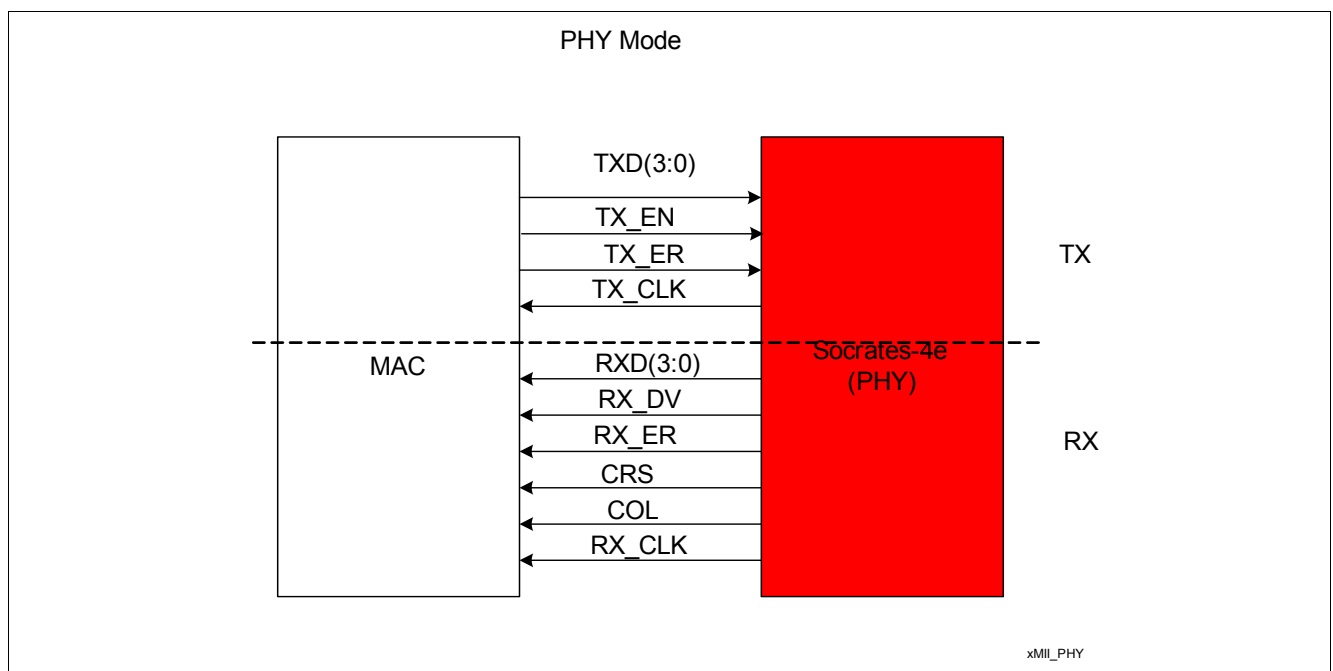 PHY Mode
TXD(3:0)
TX_EN
TX_ER
TX_CLK
TX
MAC
Socrates-4e
(PHY)
RXD(3:0)
RX_DV
RX_ER
CRS
COL
RX_CLK
RX
xMII_PHY